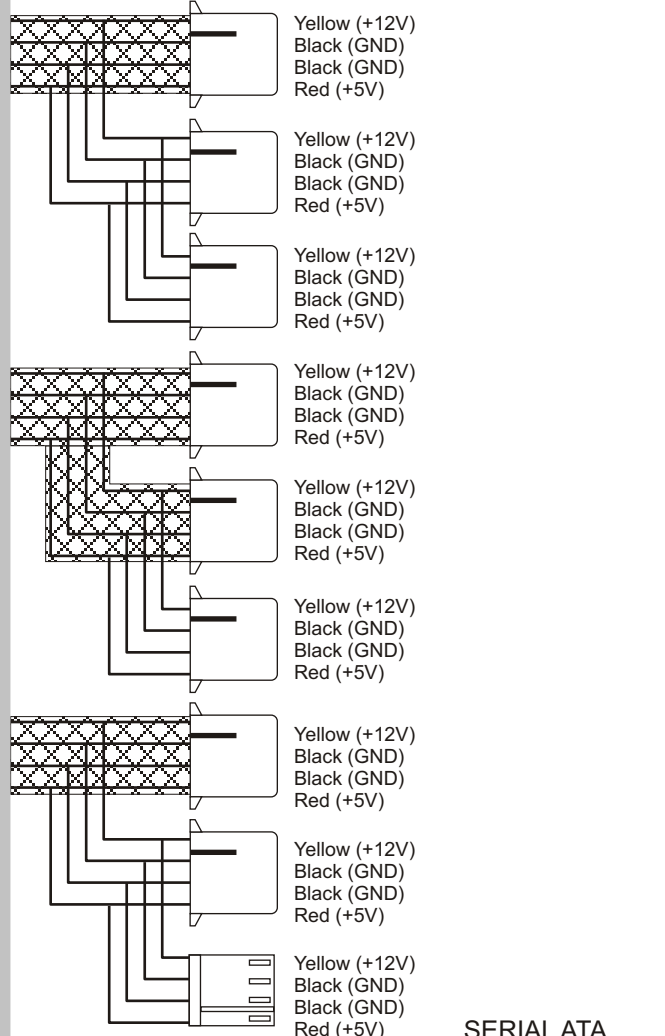 Yellow (+12V)
Black (GND)
Black (GND)
Red (+5V)
Yellow (+12V)
Black (GND)
Black (GND)
Red (+5V)
Yellow (+12V)
Black (GND)
Black (GND)
Red (+5V)
Yellow (+12V)
Black (GND)
Black (GND)
Red (+5V)
Yellow (+12V)
Black (GND)
Black (GND)
Red (+5V)
Yellow (+12V)
Black (GND)
Black (GND)
Red (+5V)
Yellow (+12V)
Black (GND)
Black (GND)
Red (+5V)
Yellow (+12V)
Black (GND)
Black (GND)
Red (+5V)
Yellow (+12V)
Black (GND)
Black (GND)
Red (+5V)
SERIAL ATA